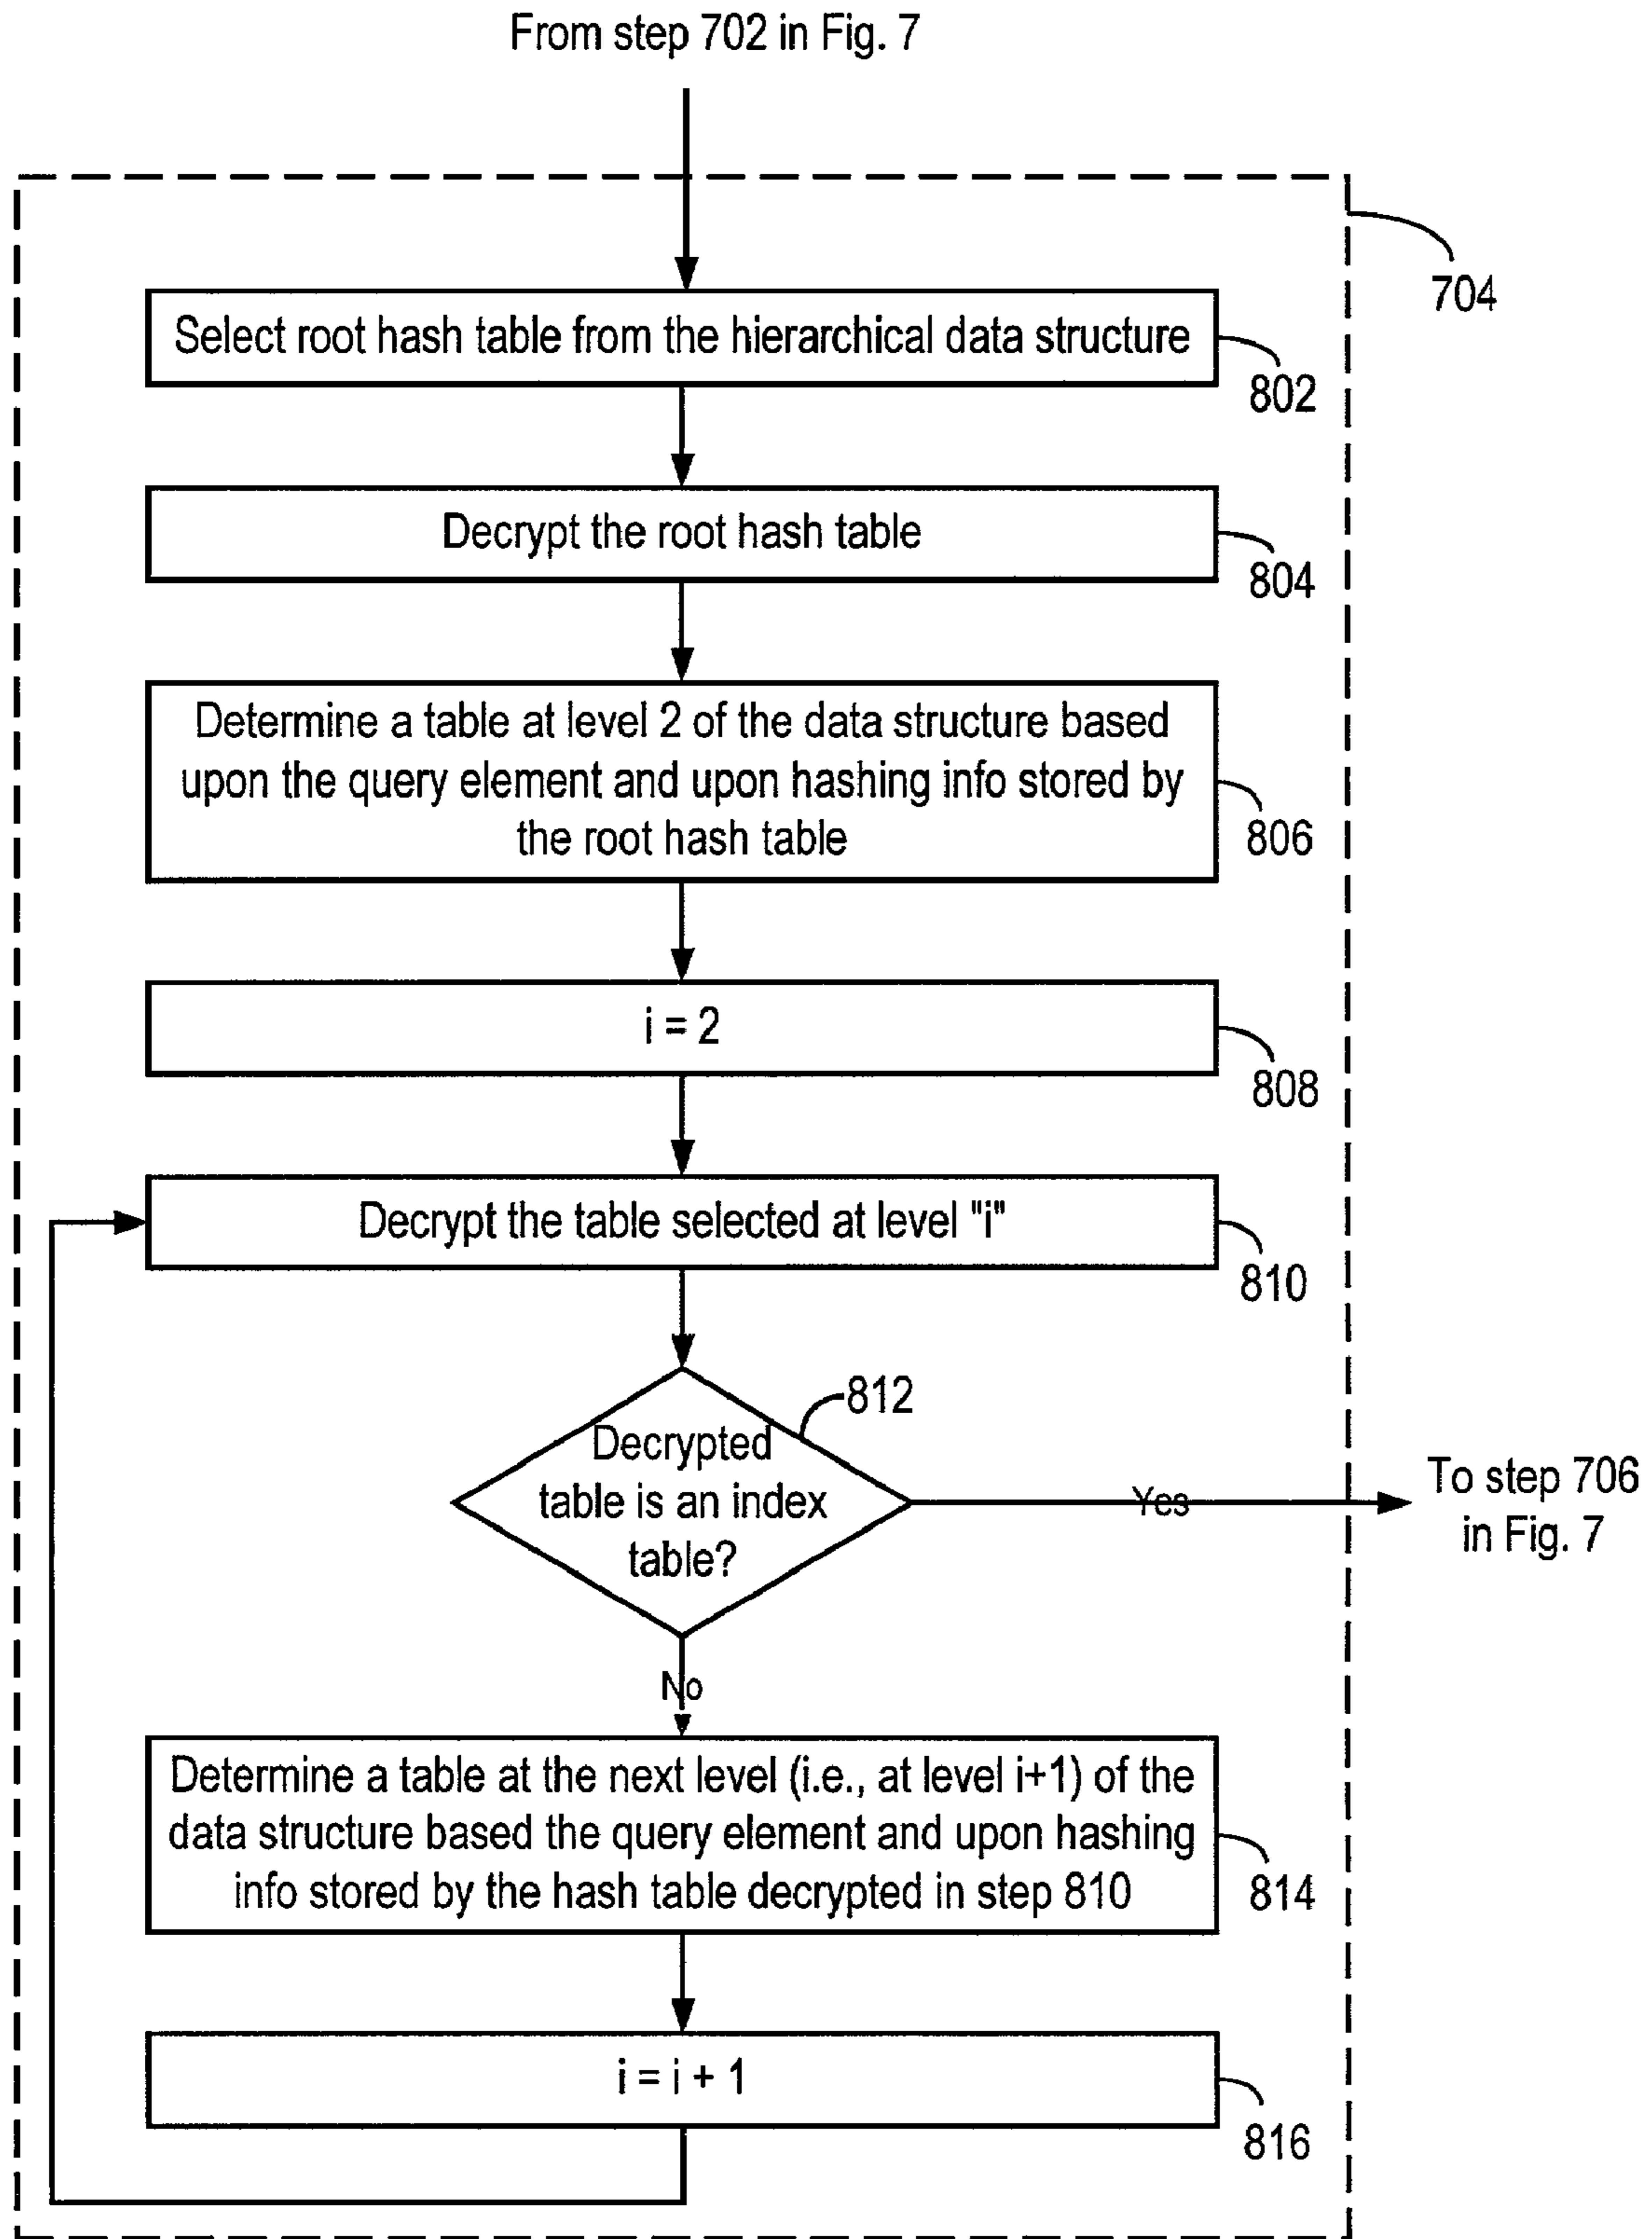 From step 702 in Fig. 7
704
Select root hash table from the hierarchical data structure
802
Decrypt the root hash table
804
Determine a table at level 2 of the data structure based
upon the query element and upon hashing info stored by
the root hash table
806
i = 2
808
Decrypt the table selected at level "i"
810
812
Decrypted
table is an index
table?
Yes
To step 706
in Fig. 7
No
Determine a table at the next level (i.e., at level i+1) of the
data structure based the query element and upon hashing
info stored by the hash table decrypted in step 810
814
i = i + 1
816